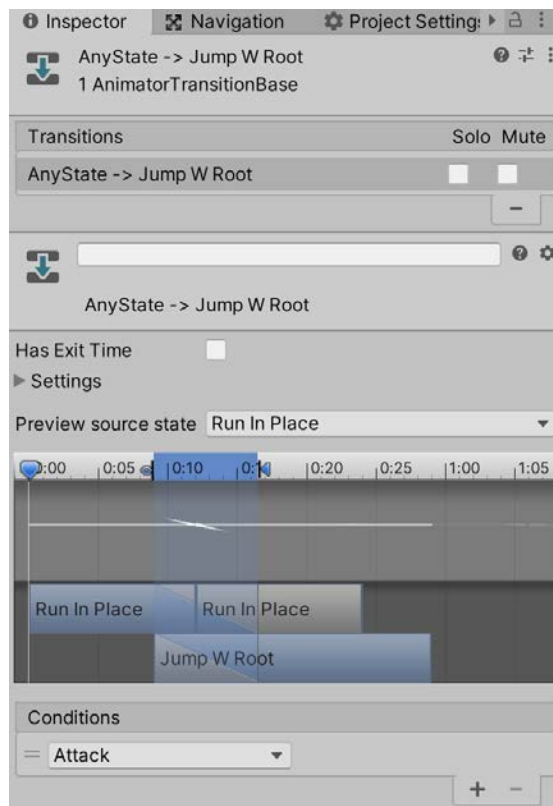 Inspector Navigation Project Settings
AnyState -> Jump W Root
1 AnimatorTransitionBase
Transitions Solo Mute
AnyState -> Jump W Root
AnyState -> Jump W Root
Has Exit Time
Settings
Preview source state Run In Place
0:00 0:05 0:10 0:20 0:25 1:00 1:05
Run In Place Run In Place
Jump W Root
Conditions
Attack